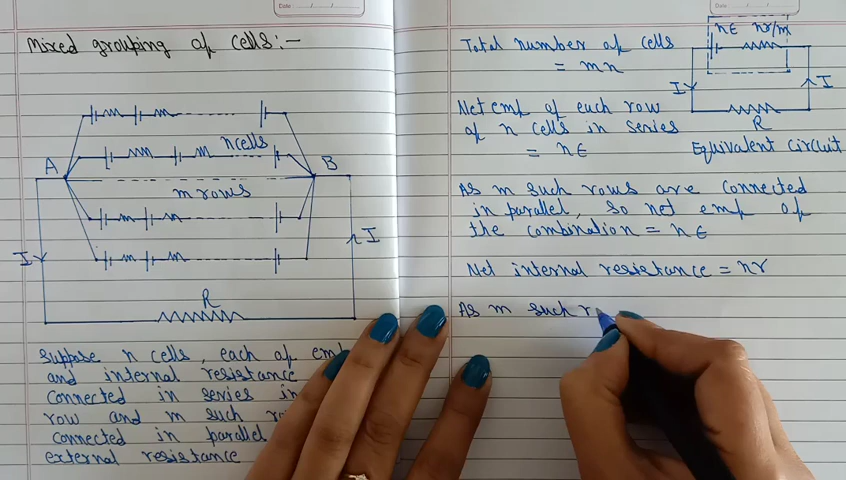 Mixed grouping of cells:-
n cells
A
B
m rows
I
I
R
Suppose n cells, each of emf
and internal resistance
connected in series in
row and m such
connected in parallel
external resistance
Total number of cells
= mn
Net emf of each row
of n cells in series
= nε
nε nr/m
I
I
R
Equivalent Circuit
As m such rows are connected
in parallel, so net emf of
the combination = nε
Net internal resistance = nr
As m such r